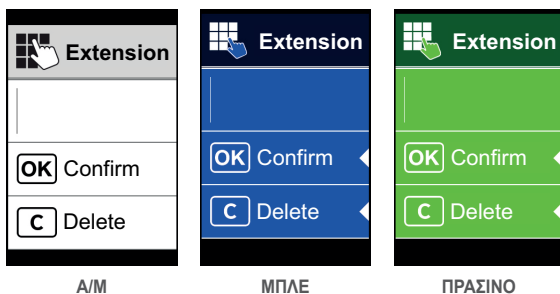 Extension
OK Confirm
C Delete
Extension
OK Confirm
C Delete
Extension
OK Confirm
C Delete
Α/Μ
ΜΠΛΕ
ΠΡΑΣΙΝΟ